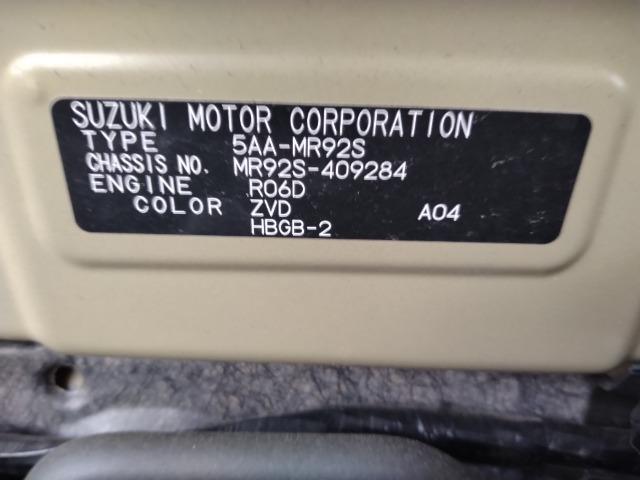 SUZUKI MOTOR CORPORATION
TYPE 5AA-MR92S
CHASSIS NO. MR92S-409284
ENGINE R06D
COLOR ZVD A04
HBGB-2